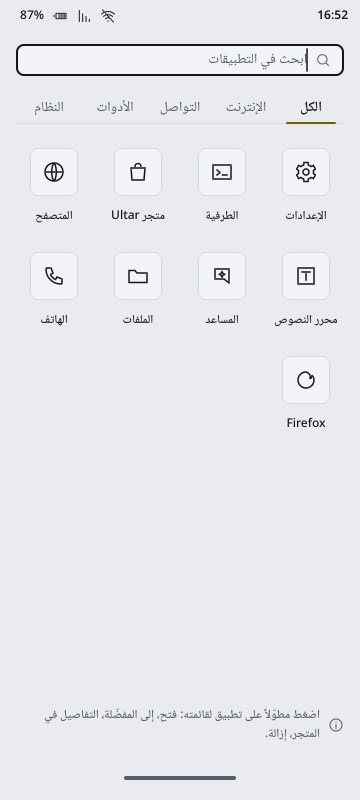 16:52 87%
ابحث في التطبيقات
الكل الإنترنت التواصل الأدوات النظام
الإعدادات الطرفية متجر Ultar المتصفح
محرر النصوص المساعد الملفات الهاتف
Firefox
اضغط مطوّلاً على تطبيق لقائمته: فتح، إلى المفضّلة، التفاصيل في
المتجر، إزالة.